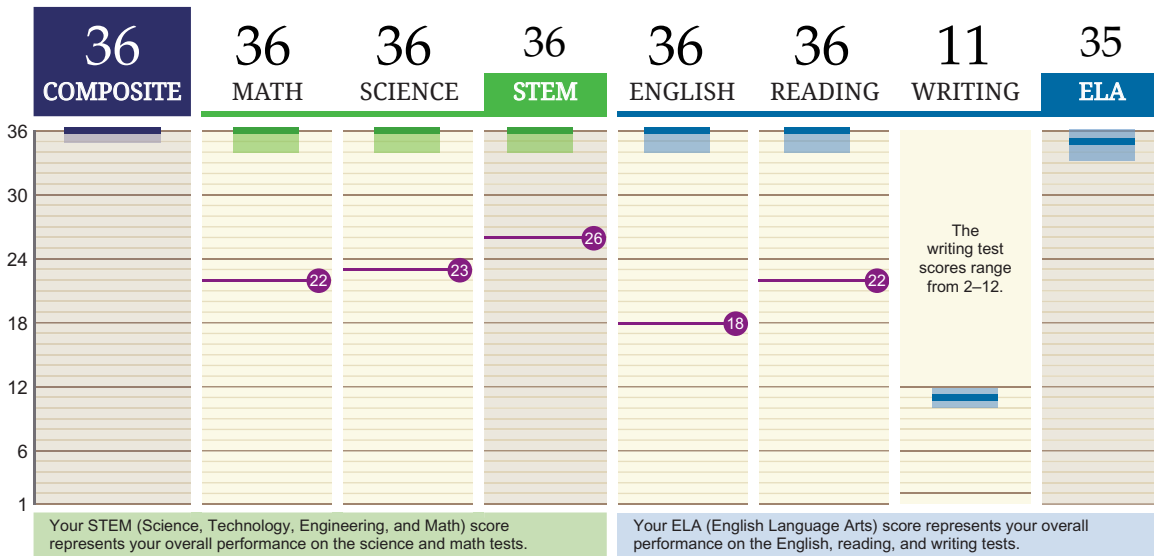 36 36 36 36 36 36 11 35
COMPOSITE MATH SCIENCE STEM ENGLISH READING WRITING ELA
36
30
The
writing test
scores range
from 2–12.
26
24
23
22 22
18 18
12
6
1
Your STEM (Science, Technology, Engineering, and Math) score
represents your overall performance on the science and math tests.
Your ELA (English Language Arts) score represents your overall
performance on the English, reading, and writing tests.